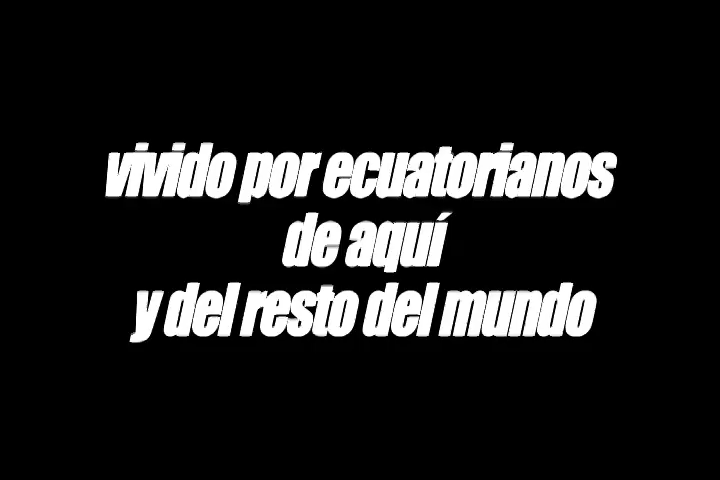 vivido por ecuatorianos
de aquí
y del resto del mundo